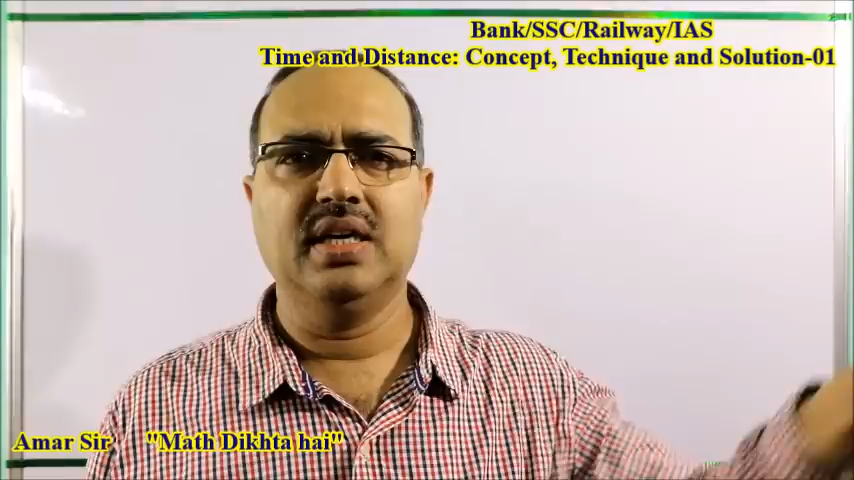 Bank/SSC/Railway/IAS
Time and Distance: Concept, Technique and Solution-01
Amar Sir "Math Dikhta hai"